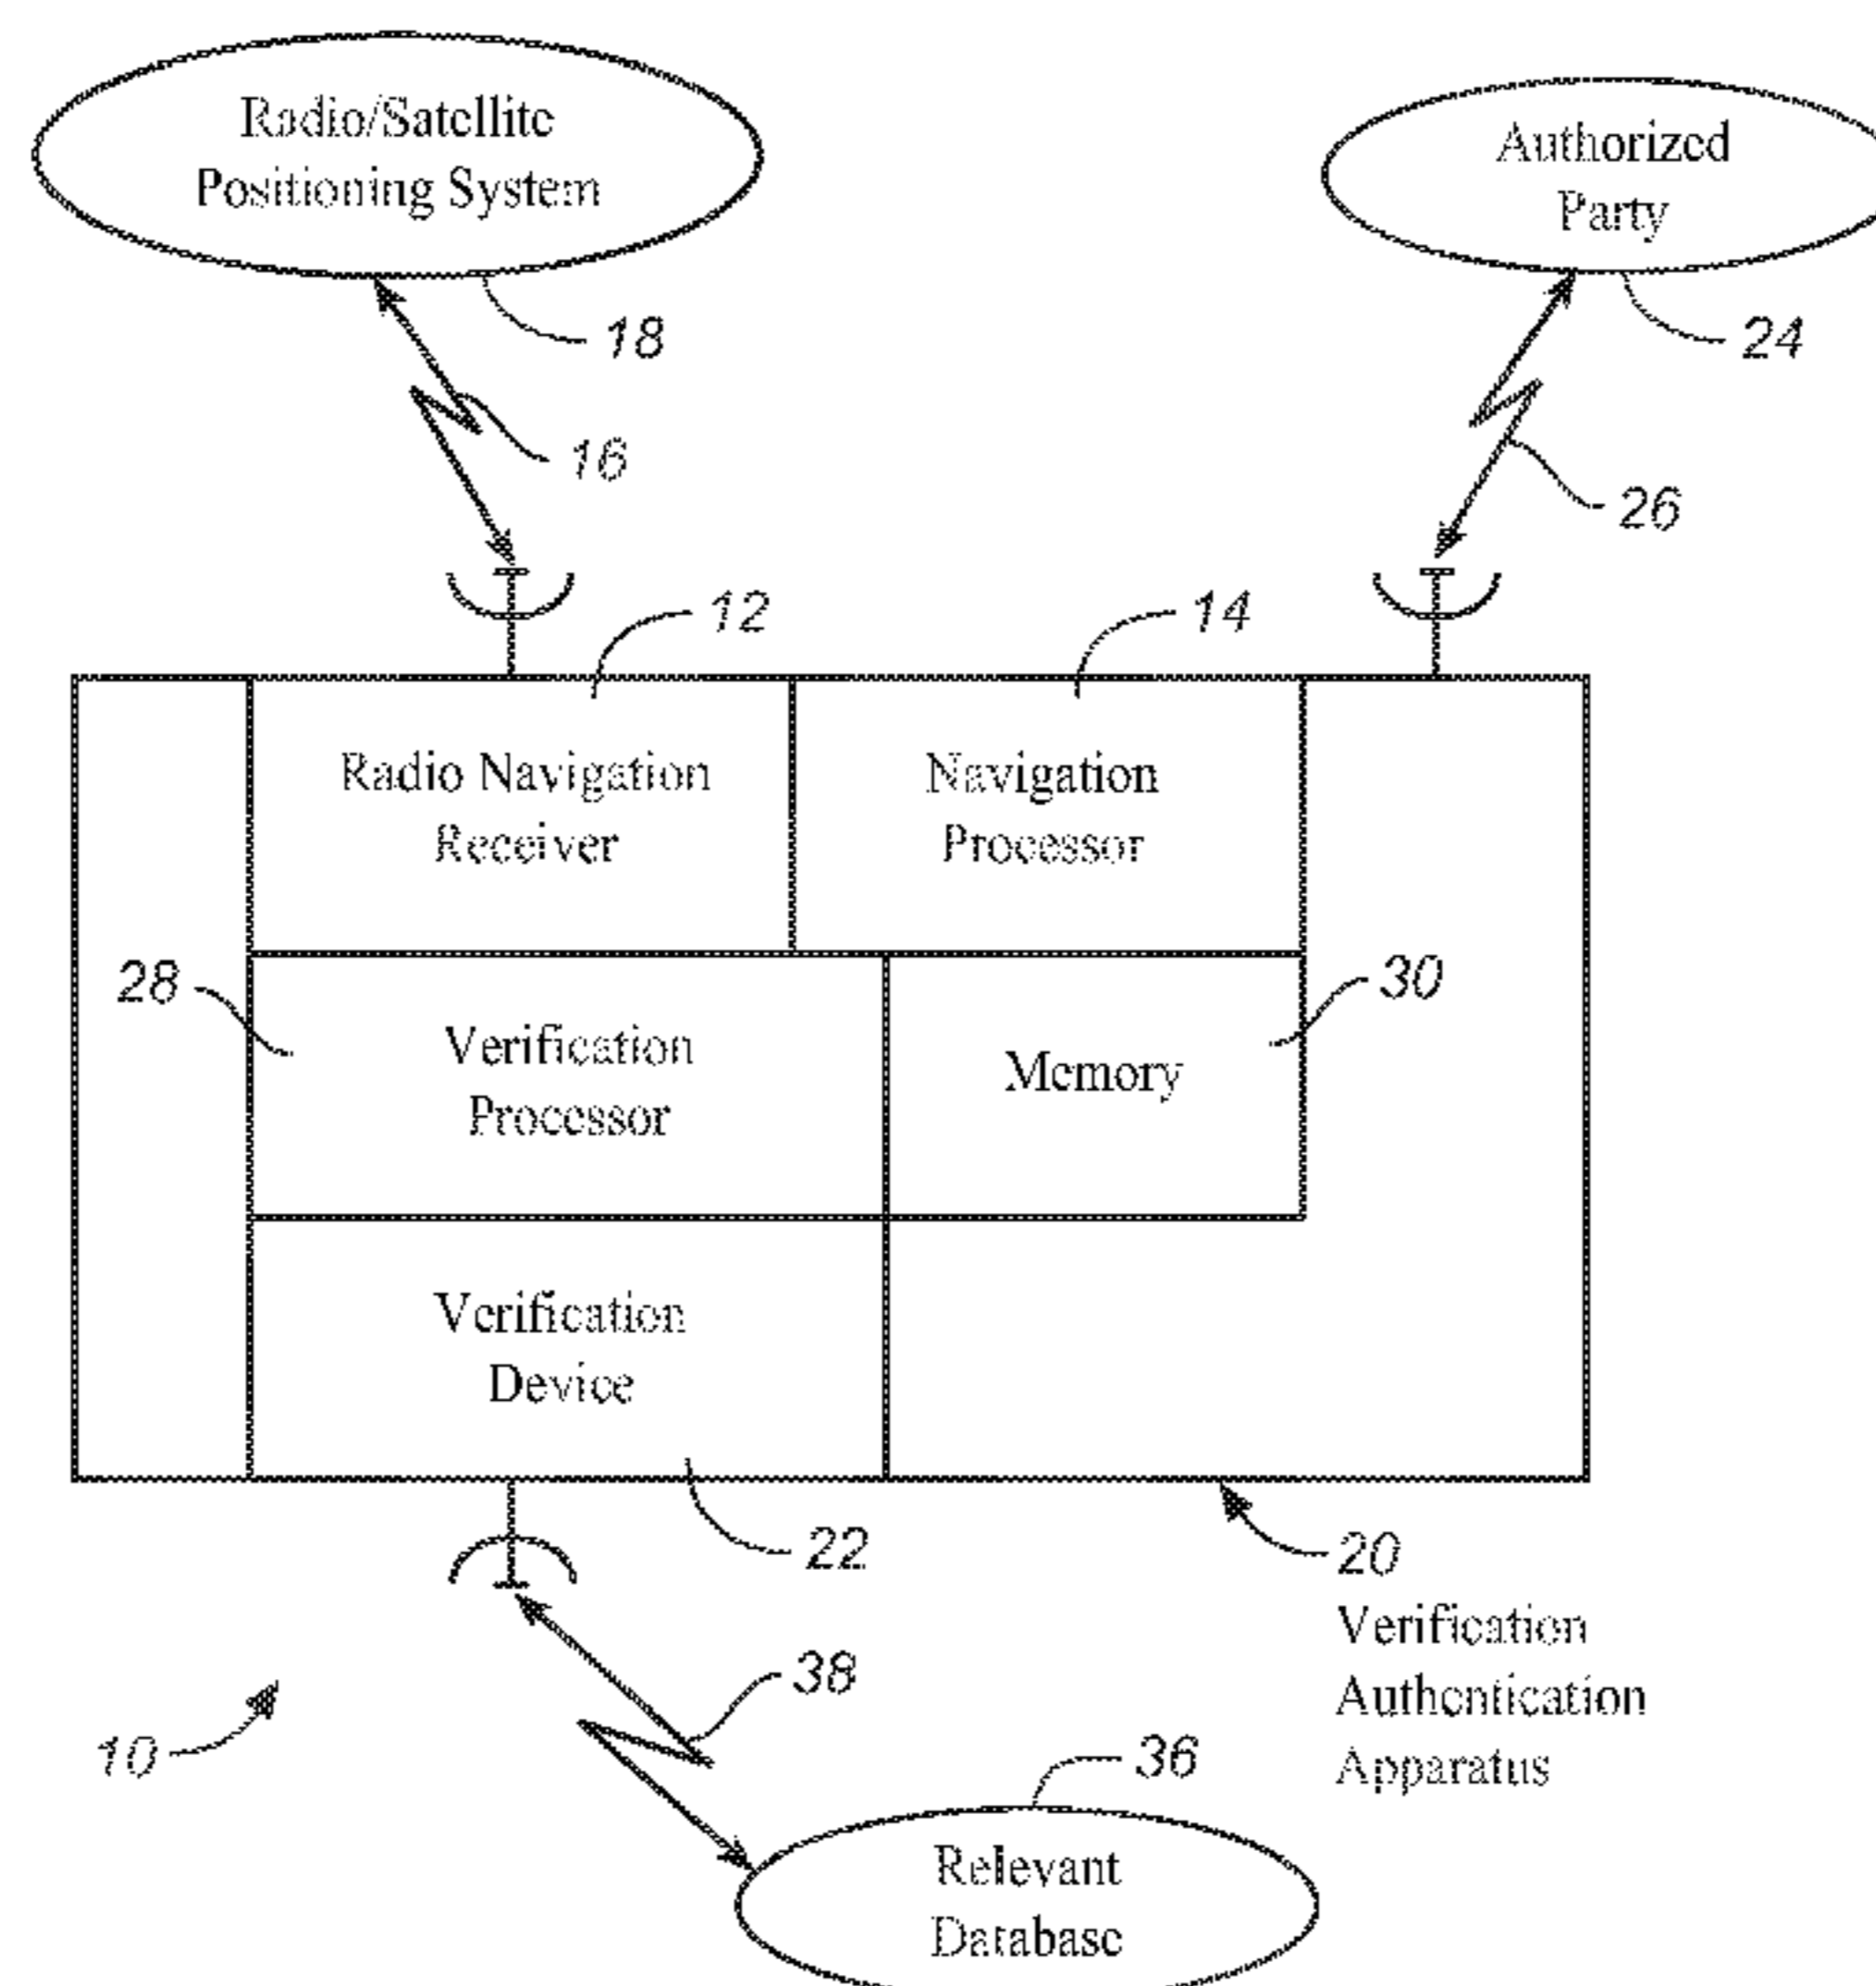 Radio/Satellite
Positioning System
Authorized
Party
18
24
16
26
12
14
Radio Navigation
Receiver
Navigation
Processor
28
30
Verification
Processor
Memory
Verification
Device
22
20
Verification
Authentication
Apparatus
38
10
36
Relevant
Database